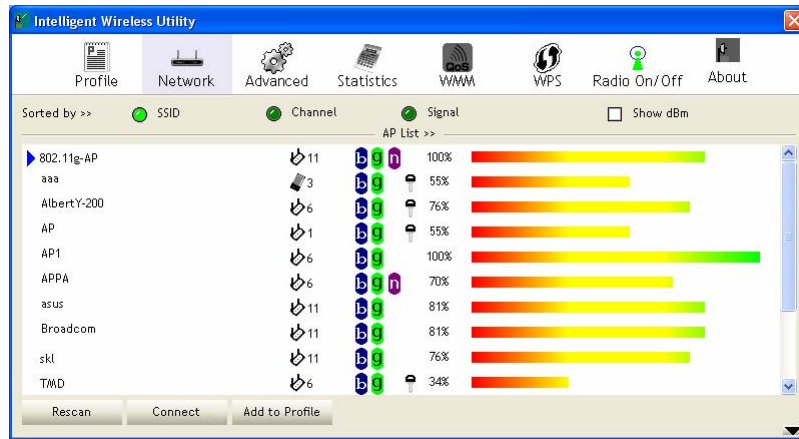 Intelligent Wireless Utility
Profile Network Advanced Statistics QoS WMM WPS Radio On/Off About
Sorted by >> SSID Channel Signal Show dBm
AP List >>
802.11g-AP 11 b g n 100%
aaa 3 b g 55%
AlbertY-200 6 b g 76%
AP 1 b g 55%
AP1 6 b g 100%
APPA 6 b g n 70%
asus 11 b g 81%
Broadcom 11 b g 81%
skl 11 b g 76%
TMD 6 b g 34%
Rescan Connect Add to Profile